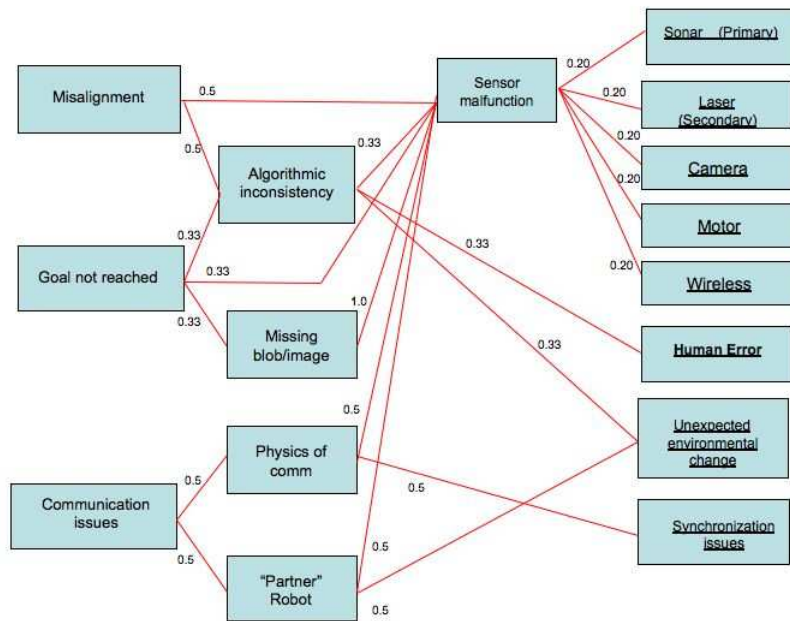 Sonar (Primary)
0.20
Sensor
malfunction
Misalignment
0.5
0.20
Laser
(Secondary)
0.20
0.5
0.33
Algorithmic
inconsistency
Camera
0.20
Motor
0.33
0.33
Goal not reached
0.33
0.20
Wireless
0.33
1.0
Missing
blob/image
Human Error
0.33
0.5
Physics of
comm
Unexpected
environmental
change
0.5
0.5
Communication
issues
Synchronization
issues
0.5
0.5
"Partner"
Robot
0.5